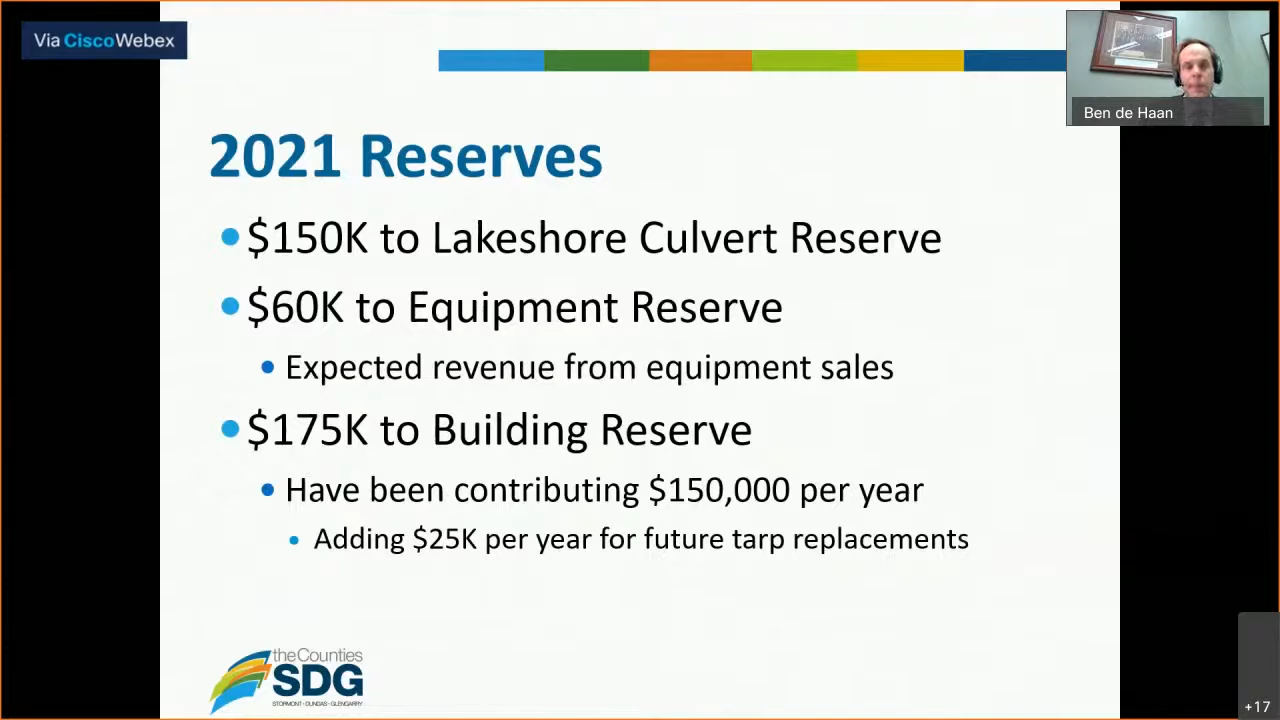 Via Cisco Webex
Ben de Haan
2021 Reserves
$150K to Lakeshore Culvert Reserve
$60K to Equipment Reserve
Expected revenue from equipment sales
$175K to Building Reserve
Have been contributing $150,000 per year
Adding $25K per year for future tarp replacements
the Counties
SDG
STORMONT · DUNDAS · GLENGARRY
+17